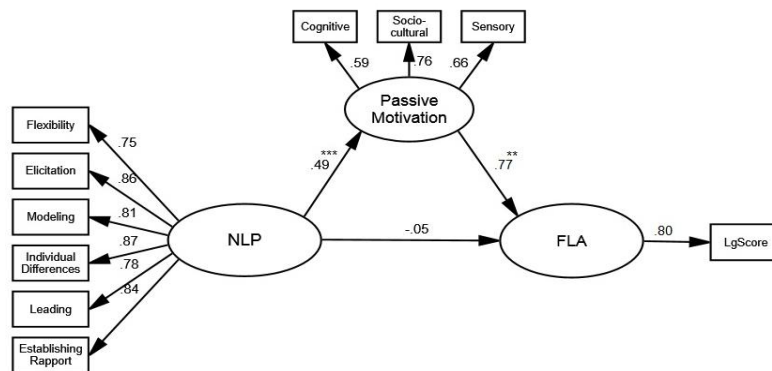 Cognitive
Socio-
cultural
Sensory
.59
.76
.66
Passive
Motivation
Flexibility
.75
Elicitation
.86
***
.49
**
.77
Modeling
.81
NLP
-.05
FLA
.80
LgScore
Individual
Differences
.87
.78
Leading
.84
Establishing
Rapport